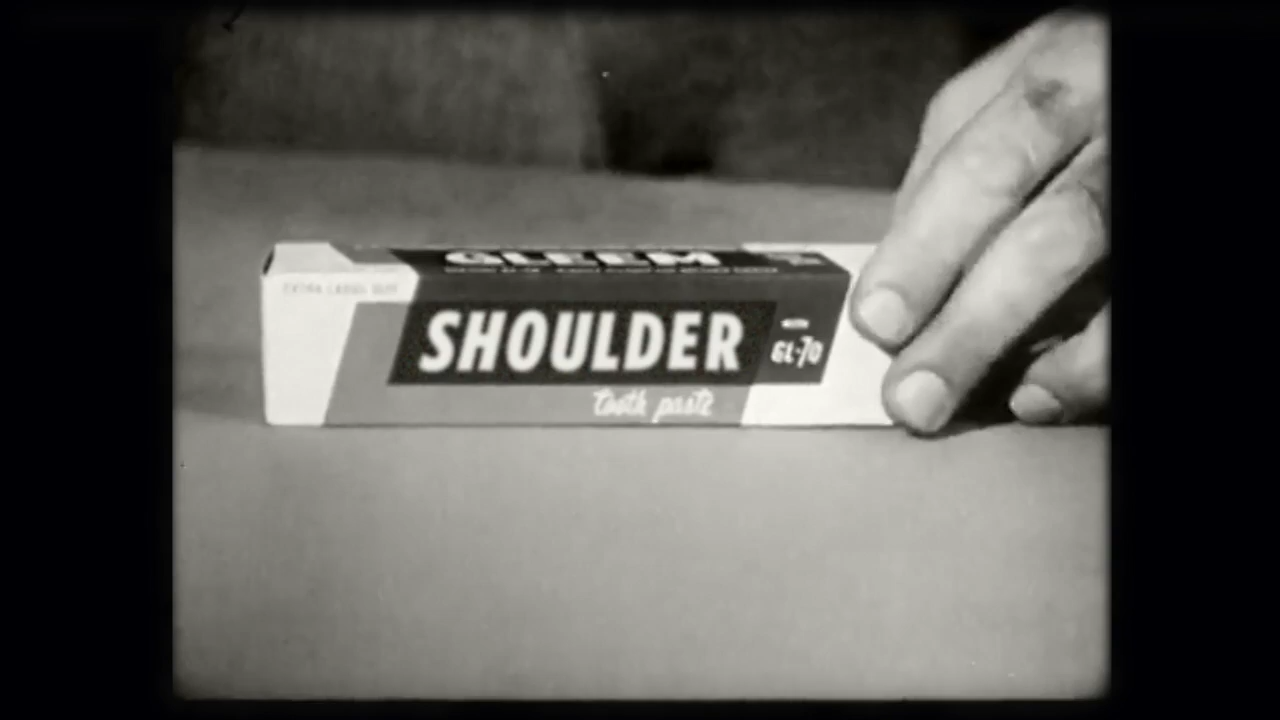 GLEEM
EXTRA LARGE SIZE
SHOULDER
GL-70
tooth paste